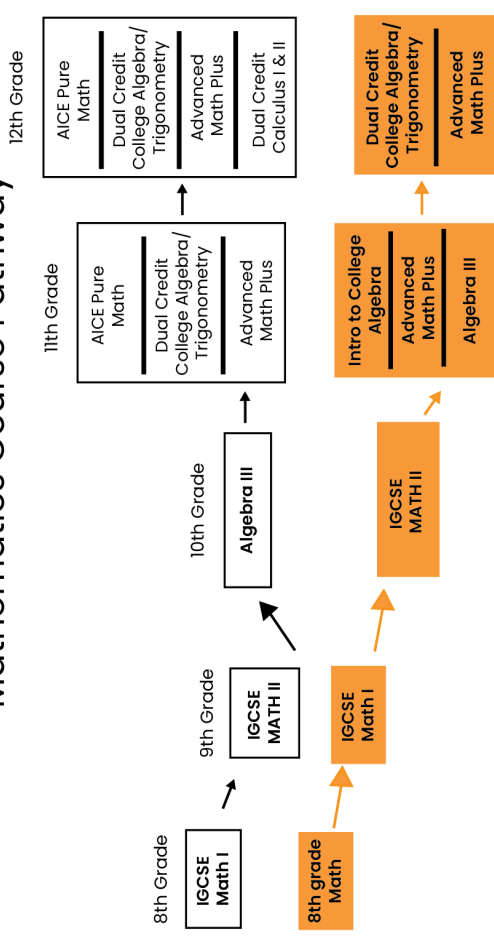 Mathematics Course Pathway
8th Grade
9th Grade
10th Grade
11th Grade
12th Grade
IGCSE
Math I
IGCSE
MATH II
Algebra III
AICE Pure
Math
Dual Credit
College Algebra/
Trigonometry
Advanced
Math Plus
AICE Pure
Math
Dual Credit
College Algebra/
Trigonometry
Advanced
Math Plus
Dual Credit
Calculus I & II
8th grade
Math
IGCSE
Math I
IGCSE
MATH II
Intro to College
Algebra
Advanced
Math Plus
Algebra III
Dual Credit
College Algebra/
Trigonometry
Advanced
Math Plus